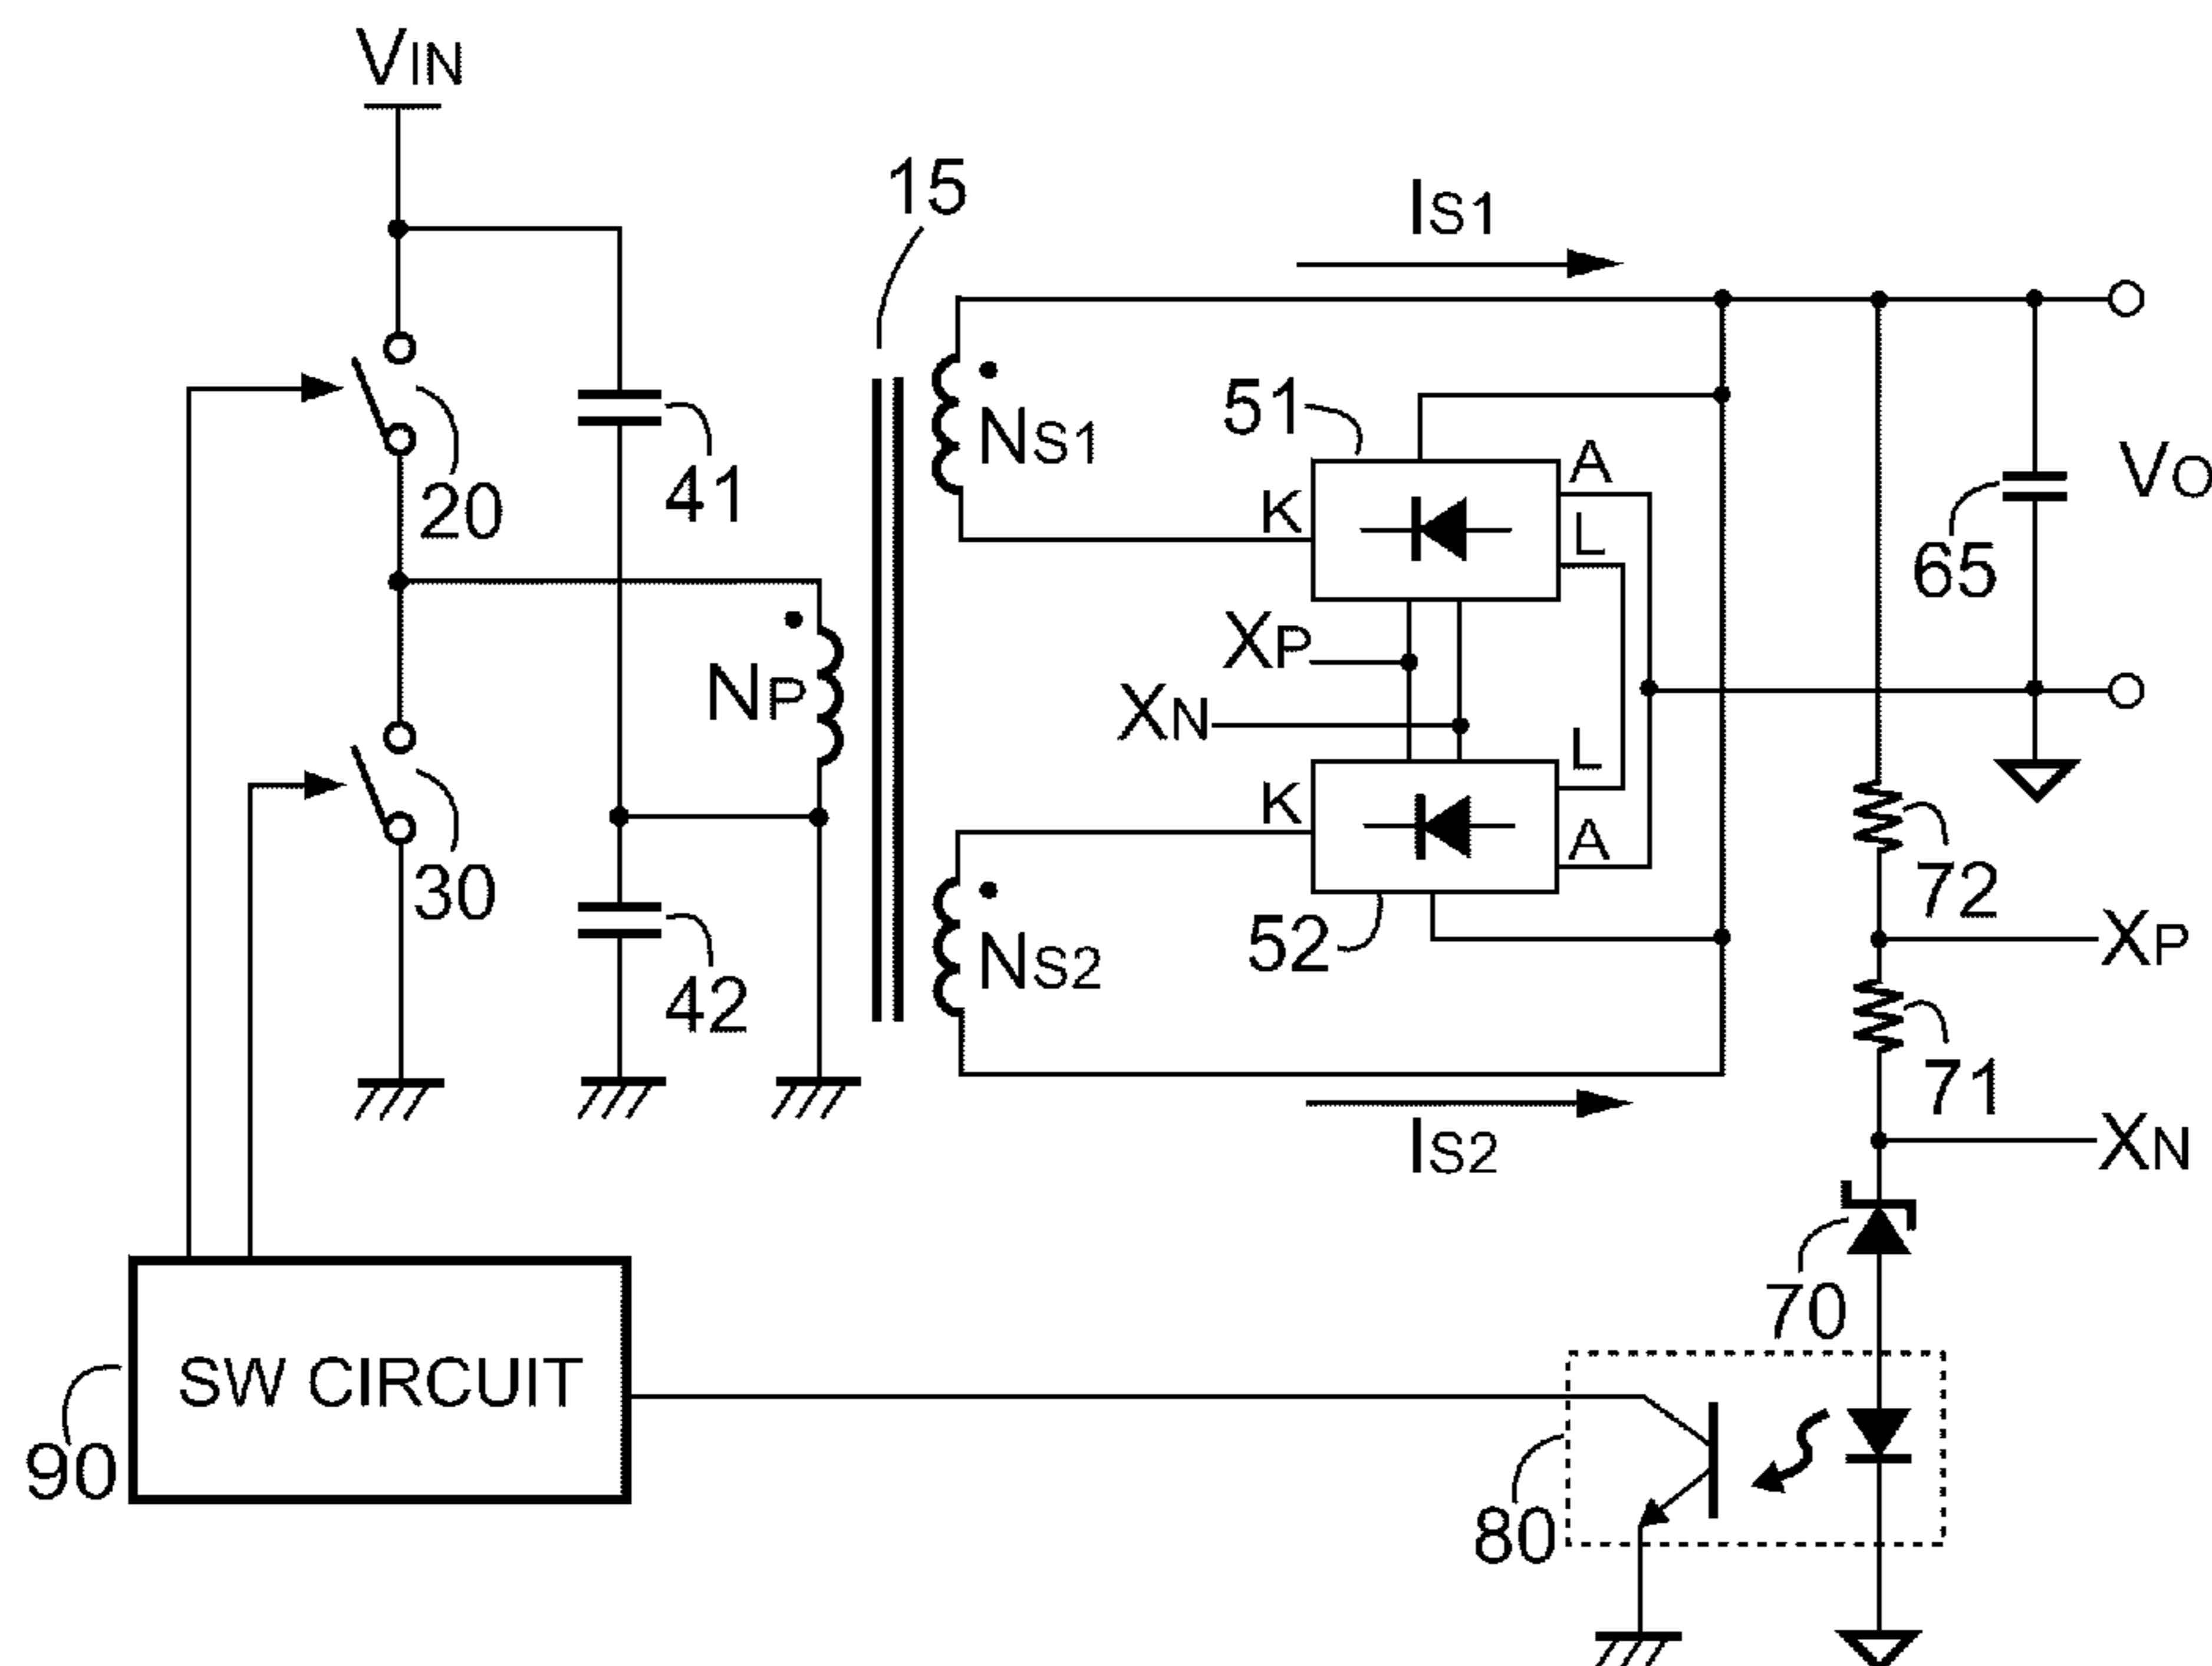 VIN
15
IS1
20
41
NS1
51
K
A
L
VO
65
XP
NP
XN
30
K
L
A
72
42
NS2
52
XP
71
IS2
XN
70
SW CIRCUIT
90
80